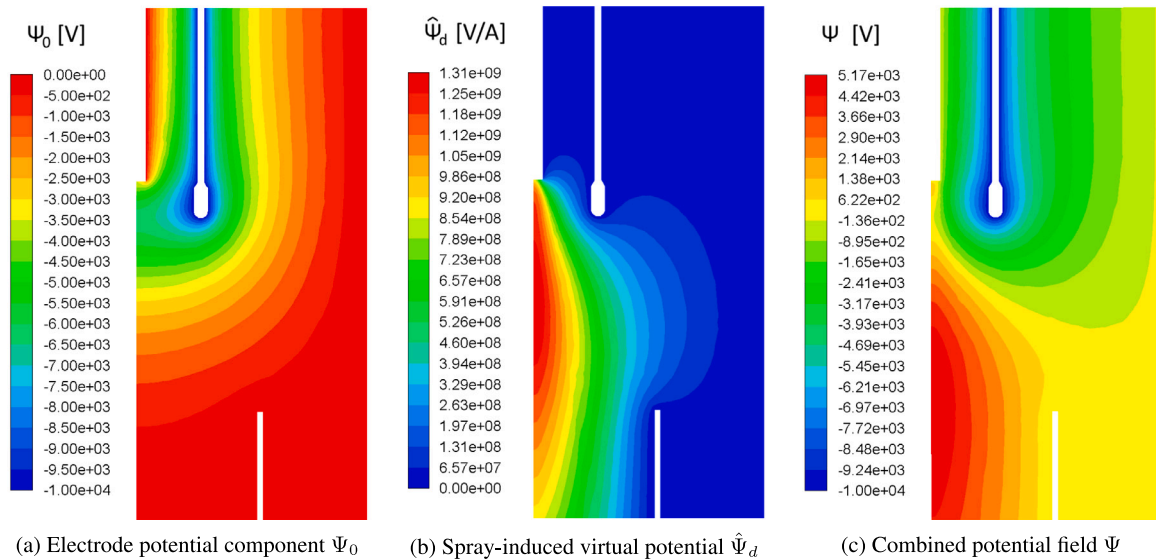 Ψ₀ [V]
0.00e+00
-5.00e+02
-1.00e+03
-1.50e+03
-2.00e+03
-2.50e+03
-3.00e+03
-3.50e+03
-4.00e+03
-4.50e+03
-5.00e+03
-5.50e+03
-6.00e+03
-6.50e+03
-7.00e+03
-7.50e+03
-8.00e+03
-8.50e+03
-9.00e+03
-9.50e+03
-1.00e+04
(a) Electrode potential component Ψ₀
Ψ̂_d [V/A]
1.31e+09
1.25e+09
1.18e+09
1.12e+09
1.05e+09
9.86e+08
9.20e+08
8.54e+08
7.89e+08
7.23e+08
6.57e+08
5.91e+08
5.26e+08
4.60e+08
3.94e+08
3.29e+08
2.63e+08
1.97e+08
1.31e+08
6.57e+07
0.00e+00
(b) Spray-induced virtual potential Ψ̂_d
Ψ [V]
5.17e+03
4.42e+03
3.66e+03
2.90e+03
2.14e+03
1.38e+03
6.22e+02
-1.36e+02
-8.95e+02
-1.65e+03
-2.41e+03
-3.17e+03
-3.93e+03
-4.69e+03
-5.45e+03
-6.21e+03
-6.97e+03
-7.72e+03
-8.48e+03
-9.24e+03
-1.00e+04
(c) Combined potential field Ψ